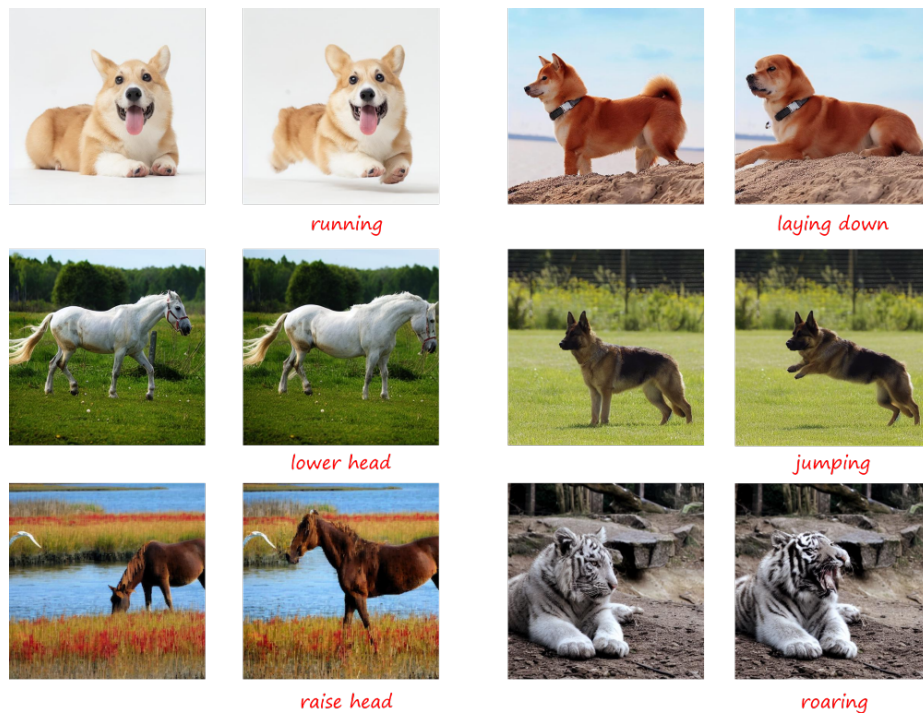 running
laying down
lower head
jumping
raise head
roaring